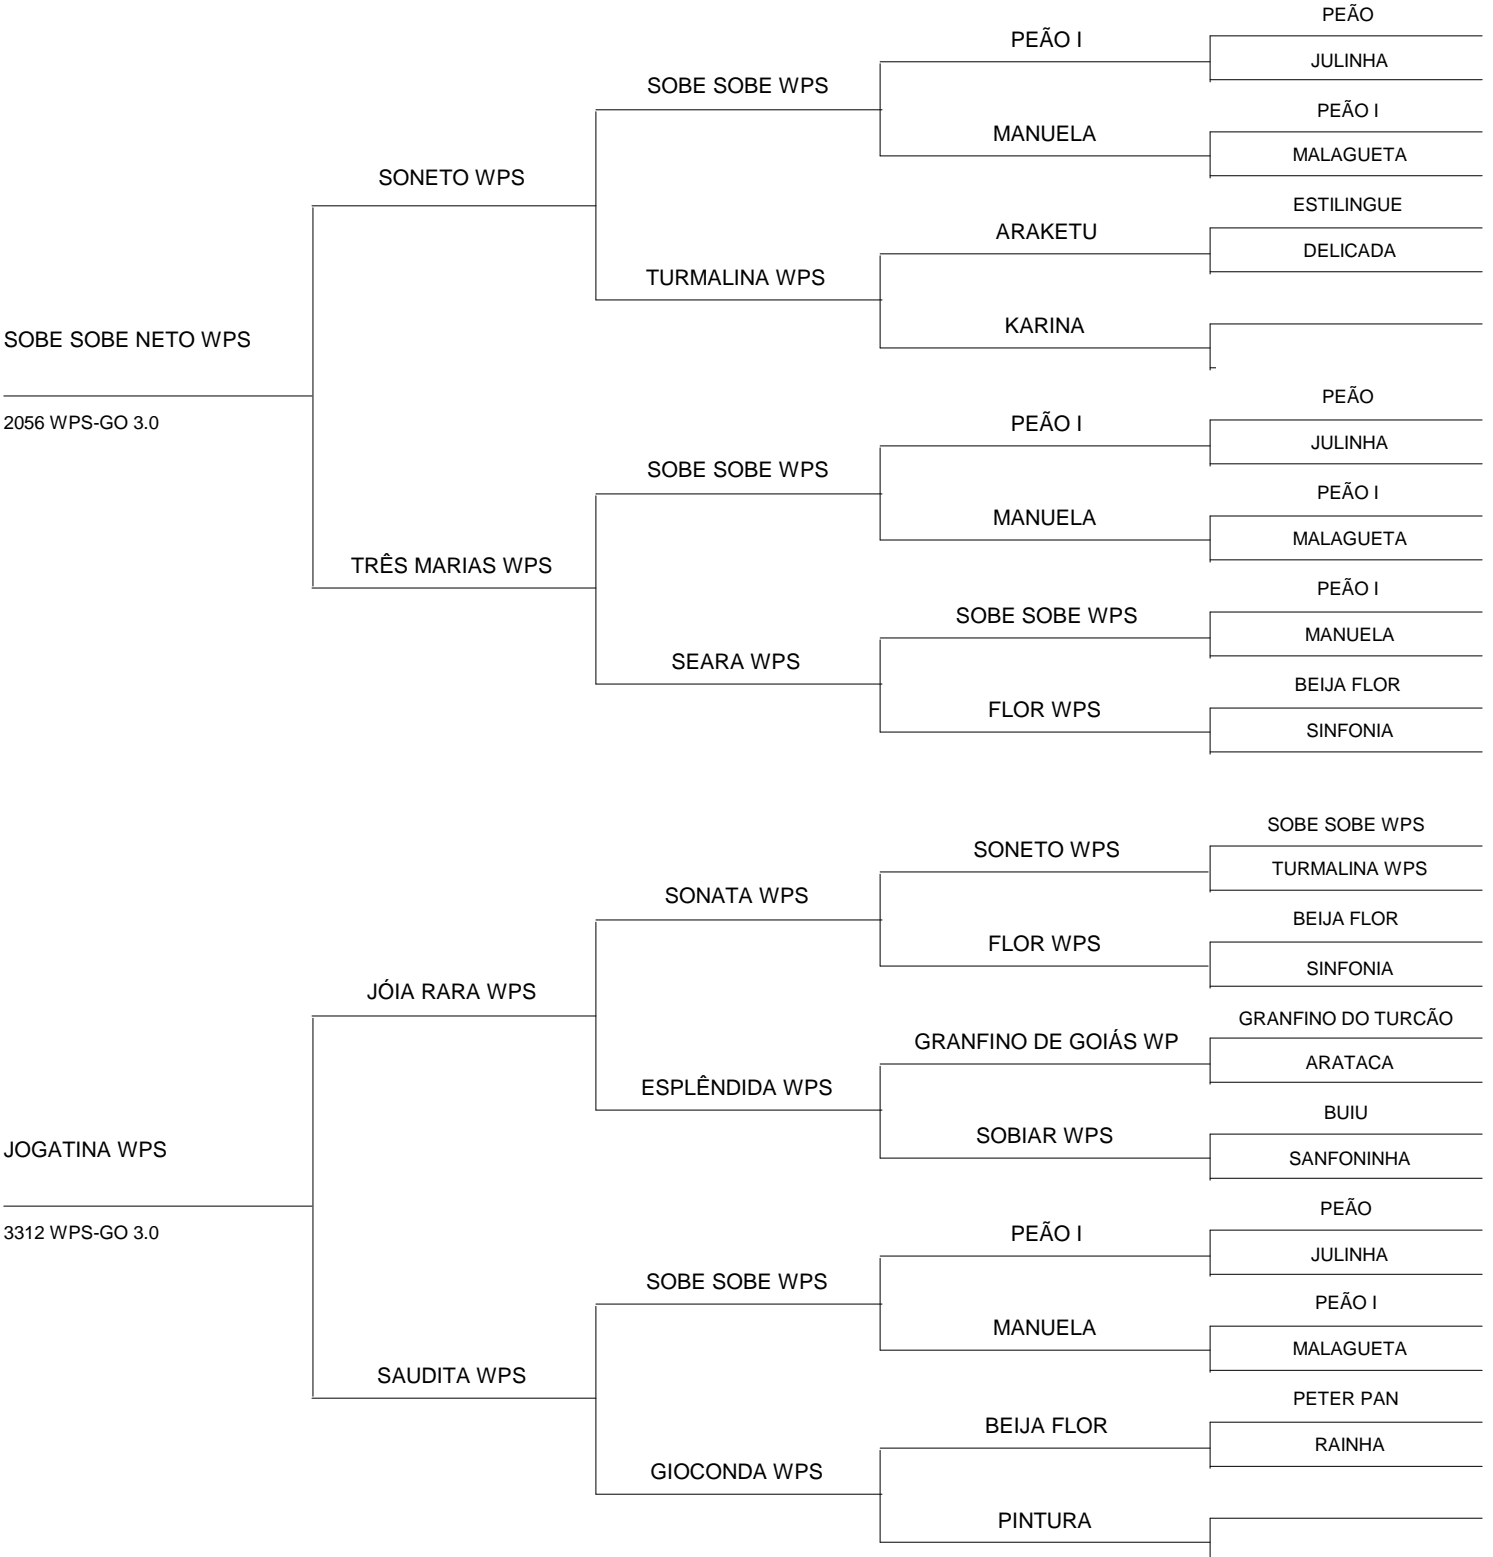 PEÃO
PEÃO I
JULINHA
SOBE SOBE WPS
PEÃO I
MANUELA
MALAGUETA
SONETO WPS
ESTILINGUE
ARAKETU
DELICADA
TURMALINA WPS
KARINA
SOBE SOBE NETO WPS
PEÃO
2056 WPS-GO 3.0
PEÃO I
JULINHA
SOBE SOBE WPS
PEÃO I
MANUELA
MALAGUETA
TRÊS MARIAS WPS
PEÃO I
SOBE SOBE WPS
MANUELA
SEARA WPS
BEIJA FLOR
FLOR WPS
SINFONIA
SOBE SOBE WPS
SONETO WPS
TURMALINA WPS
SONATA WPS
BEIJA FLOR
FLOR WPS
SINFONIA
JÓIA RARA WPS
GRANFINO DO TURCÃO
GRANFINO DE GOIÁS WP
ARATACA
ESPLÊNDIDA WPS
BUIU
SOBIAR WPS
JOGATINA WPS
SANFONINHA
PEÃO
3312 WPS-GO 3.0
PEÃO I
JULINHA
SOBE SOBE WPS
PEÃO I
MANUELA
MALAGUETA
SAUDITA WPS
PETER PAN
BEIJA FLOR
RAINHA
GIOCONDA WPS
PINTURA